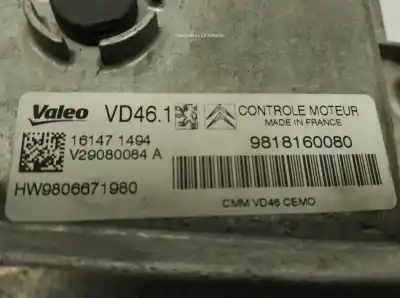 Valeo VD46.1 CONTROLE MOTEUR
MADE IN FRANCE
16147 1494
V29080084 A
9818160080
HW9806671980
CMM VD46 CEMO